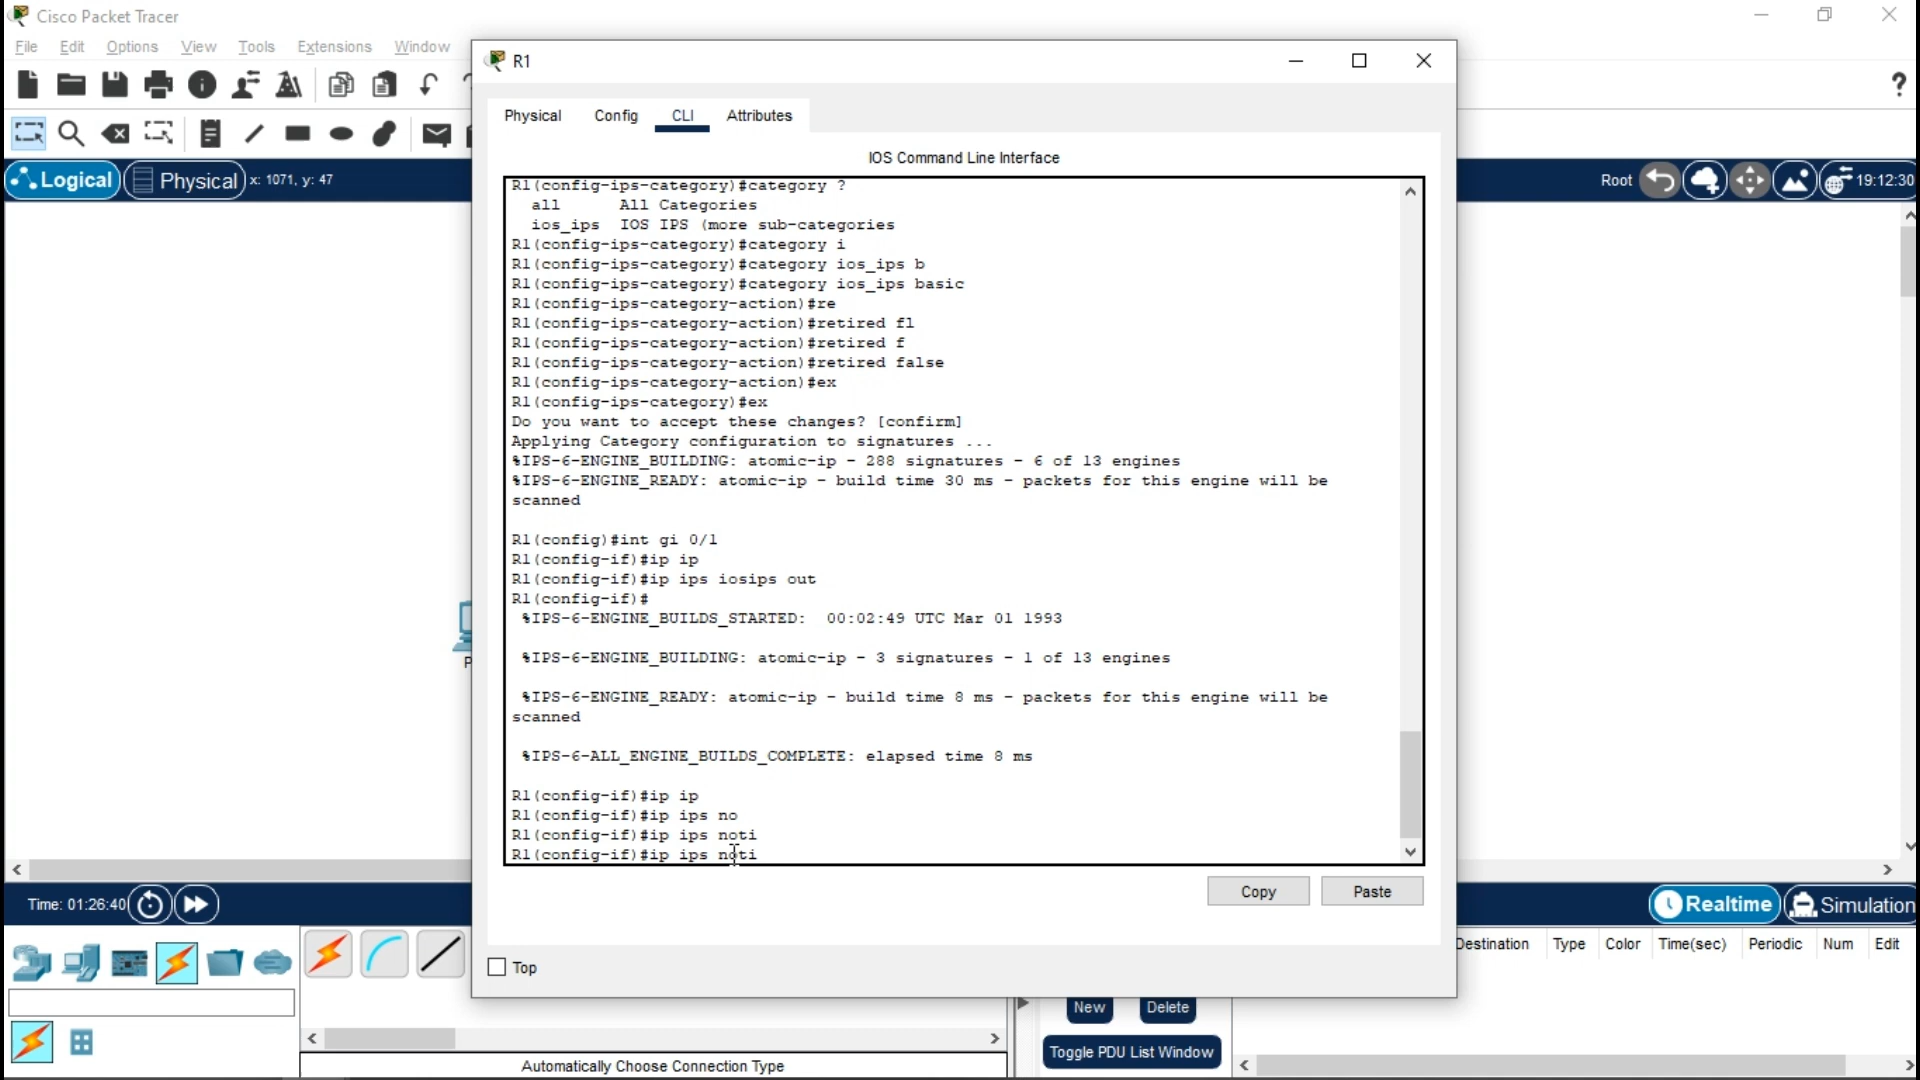 Cisco Packet Tracer
File Edit Options View Tools Extensions Window
R1
Physical Config CLI Attributes
IOS Command Line Interface
Logical Physical x: 1071, y: 47
Root 19:12:30
R1(config-ips-category)#category ?
all All Categories
ios_ips IOS IPS (more sub-categories
R1(config-ips-category)#category i
R1(config-ips-category)#category ios_ips b
R1(config-ips-category)#category ios_ips basic
R1(config-ips-category-action)#re
R1(config-ips-category-action)#retired fl
R1(config-ips-category-action)#retired f
R1(config-ips-category-action)#retired false
R1(config-ips-category-action)#ex
R1(config-ips-category)#ex
Do you want to accept these changes? [confirm]
Applying Category configuration to signatures ...
%IPS-6-ENGINE_BUILDING: atomic-ip - 288 signatures - 6 of 13 engines
%IPS-6-ENGINE_READY: atomic-ip - build time 30 ms - packets for this engine will be
scanned
R1(config)#int gi 0/1
R1(config-if)#ip ip
R1(config-if)#ip ips iosips out
R1(config-if)#
%IPS-6-ENGINE_BUILDS_STARTED: 00:02:49 UTC Mar 01 1993
%IPS-6-ENGINE_BUILDING: atomic-ip - 3 signatures - 1 of 13 engines
%IPS-6-ENGINE_READY: atomic-ip - build time 8 ms - packets for this engine will be
scanned
%IPS-6-ALL_ENGINE_BUILDS_COMPLETE: elapsed time 8 ms
R1(config-if)#ip ip
R1(config-if)#ip ips no
R1(config-if)#ip ips noti
R1(config-if)#ip ips noti
Copy Paste
Top
Time: 01:26:40
Realtime Simulation
Destination Type Color Time(sec) Periodic Num Edit
New Delete
Toggle PDU List Window
Automatically Choose Connection Type